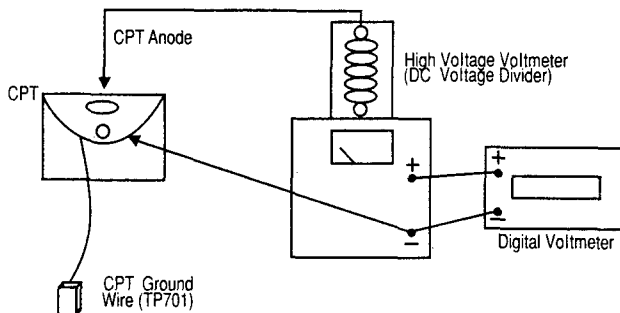 CPT Anode
High Voltage Voltmeter
(DC Voltage Divider)
CPT
+
+
−
−
Digital Voltmeter
CPT Ground
Wire (TP701)